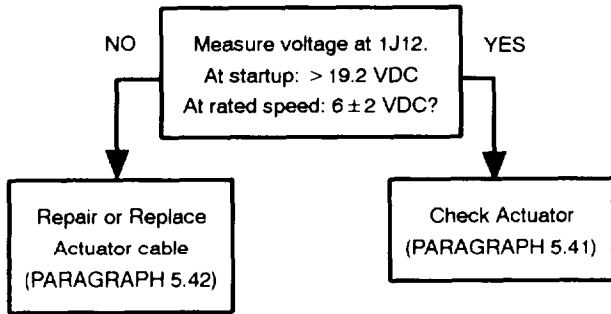 NO
Measure voltage at 1J12.
At startup: > 19.2 VDC
At rated speed: 6 ± 2 VDC?
YES
Repair or Replace
Actuator cable
(PARAGRAPH 5.42)
Check Actuator
(PARAGRAPH 5.41)